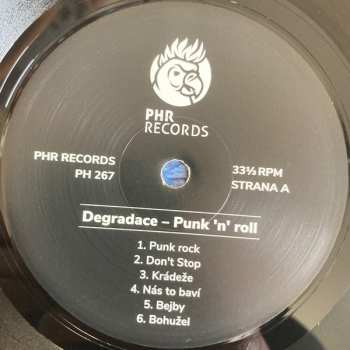 PHR
RECORDS
PHR RECORDS
PH 267
33⅓ RPM
STRANA A
Degradace – Punk 'n' roll
1. Punk rock
2. Don't Stop
3. Krádeže
4. Nás to baví
5. Bejby
6. Bohužel